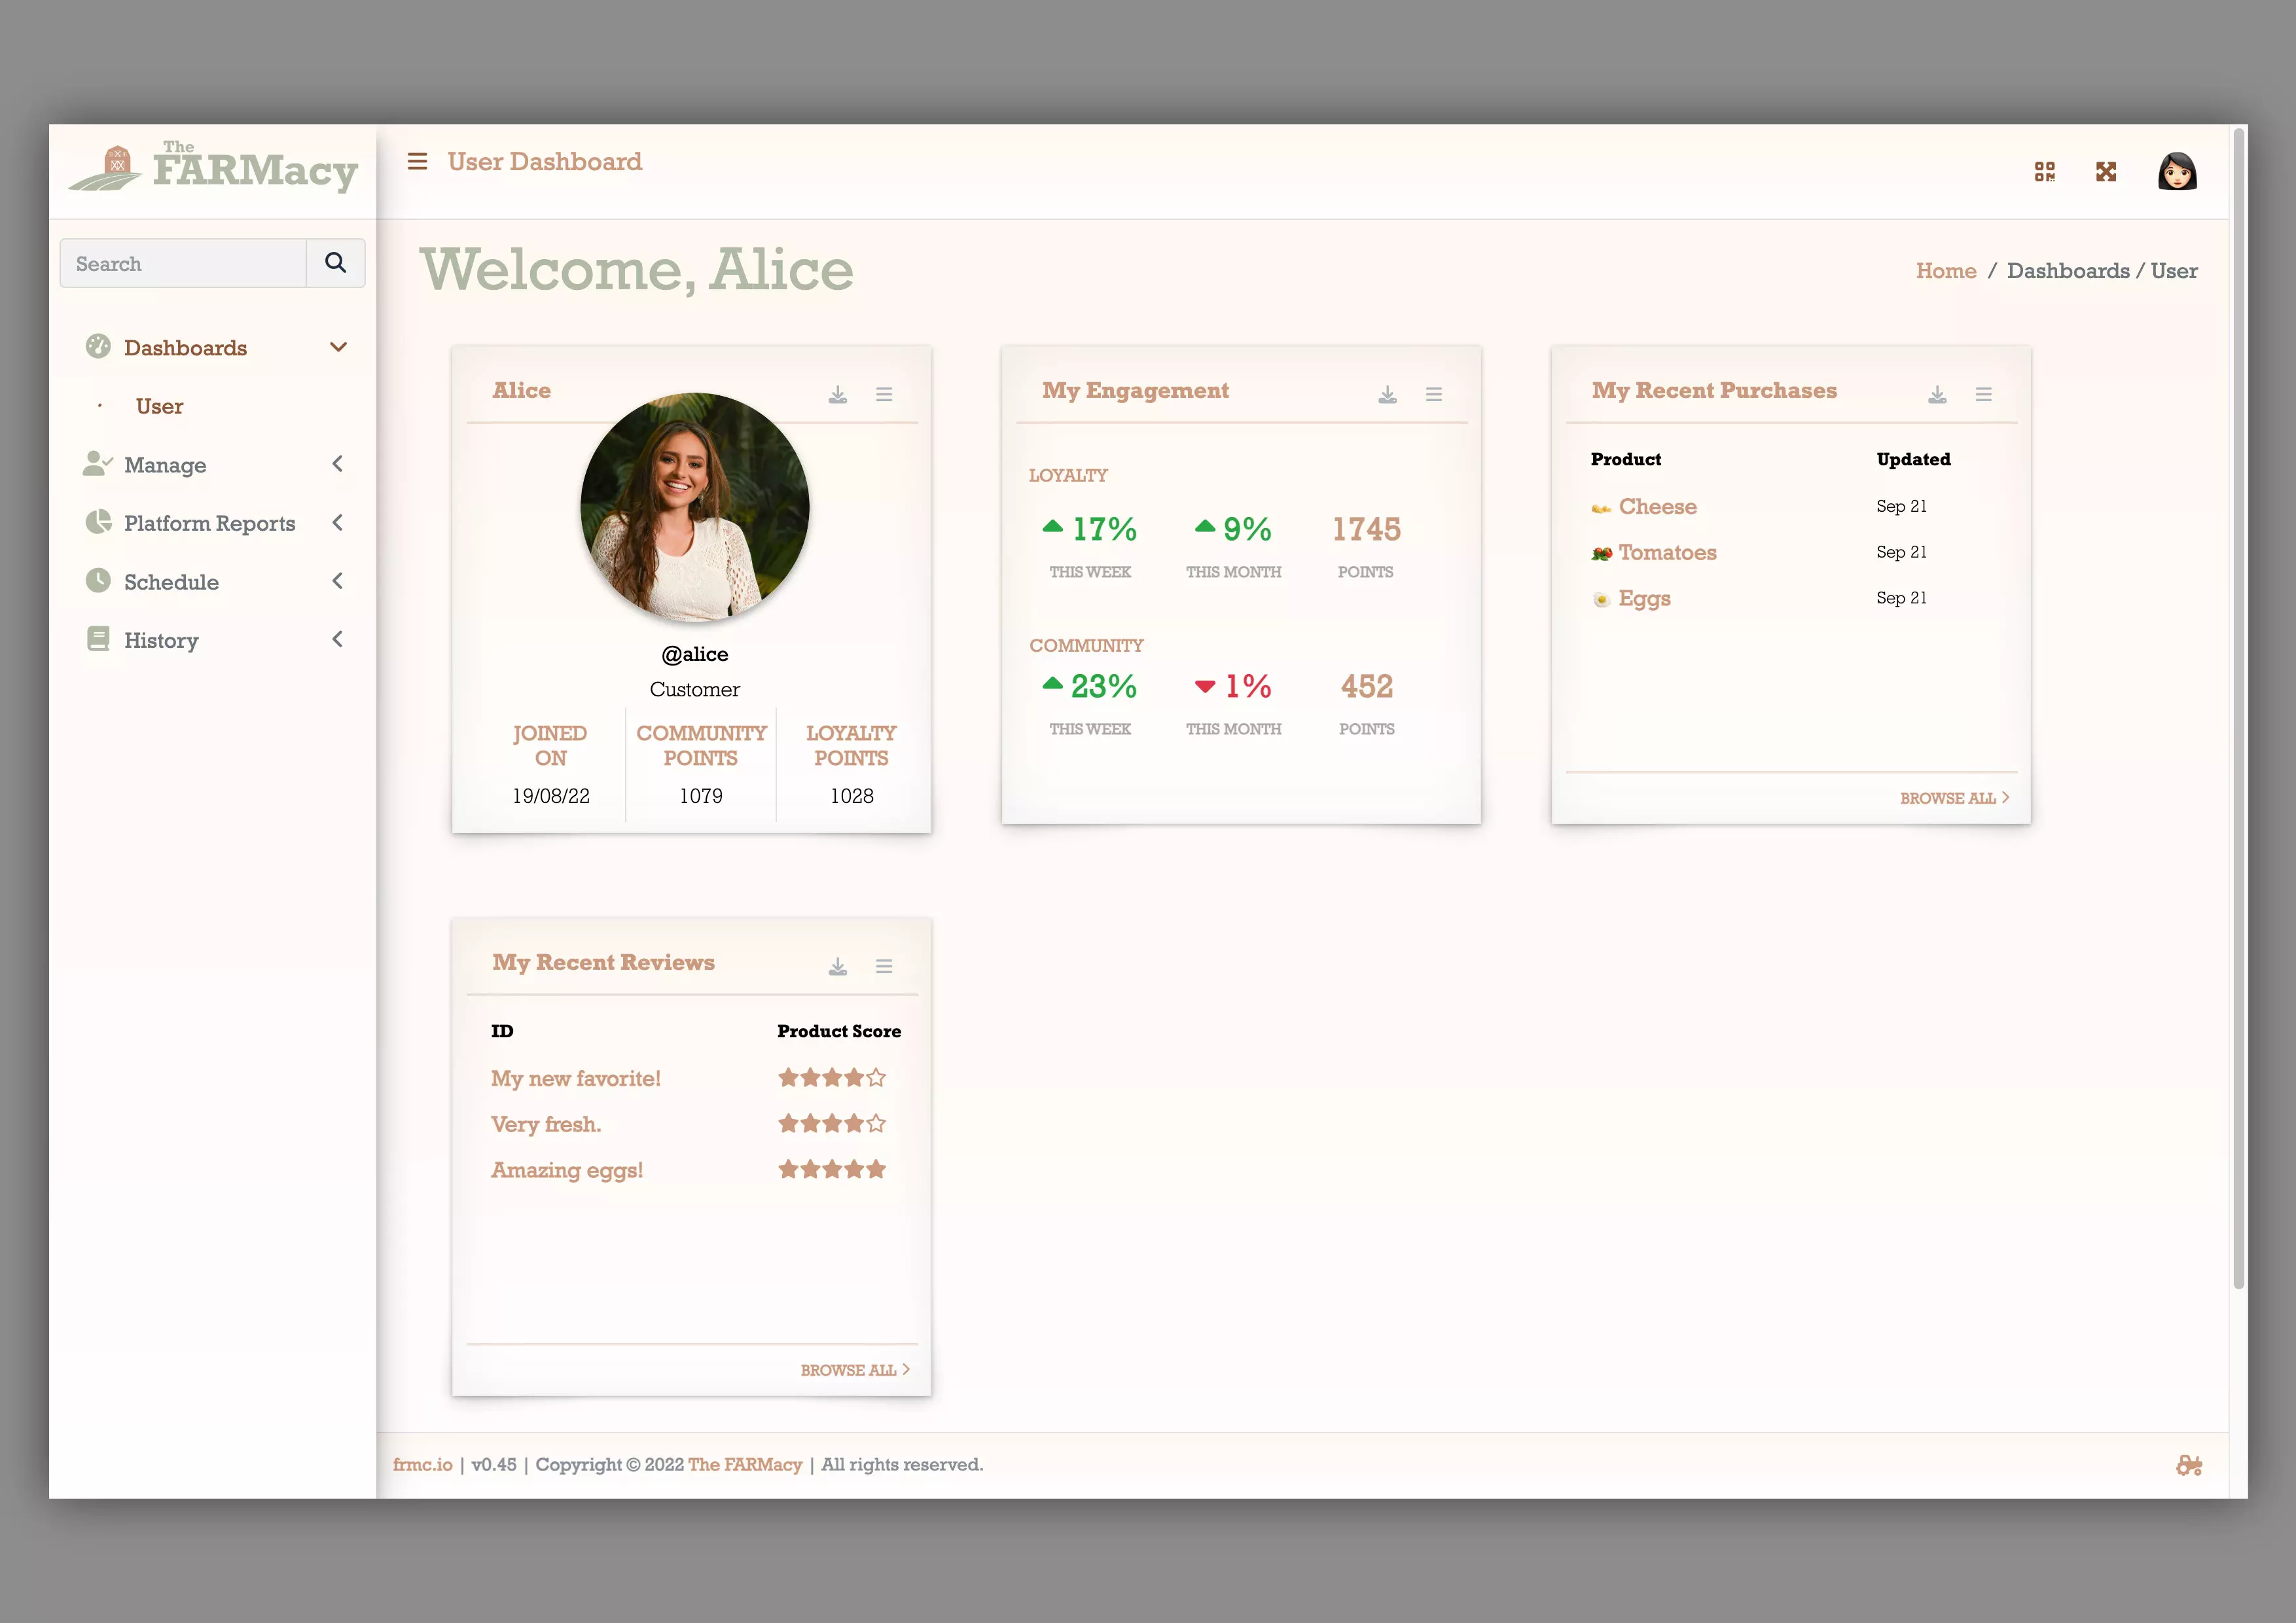 The
FARMacy
User Dashboard
Search
Welcome, Alice
Home / Dashboards / User
Dashboards
User
Manage
Platform Reports
Schedule
History
Alice
@alice
Customer
JOINED
ON
19/08/22
COMMUNITY
POINTS
1079
LOYALTY
POINTS
1028
My Engagement
LOYALTY
17%
THIS WEEK
9%
THIS MONTH
1745
POINTS
COMMUNITY
23%
THIS WEEK
1%
THIS MONTH
452
POINTS
My Recent Purchases
Product Updated
Cheese Sep 21
Tomatoes Sep 21
Eggs Sep 21
BROWSE ALL
My Recent Reviews
ID Product Score
My new favorite!
Very fresh.
Amazing eggs!
BROWSE ALL
frmc.io | v0.45 | Copyright © 2022 The FARMacy | All rights reserved.